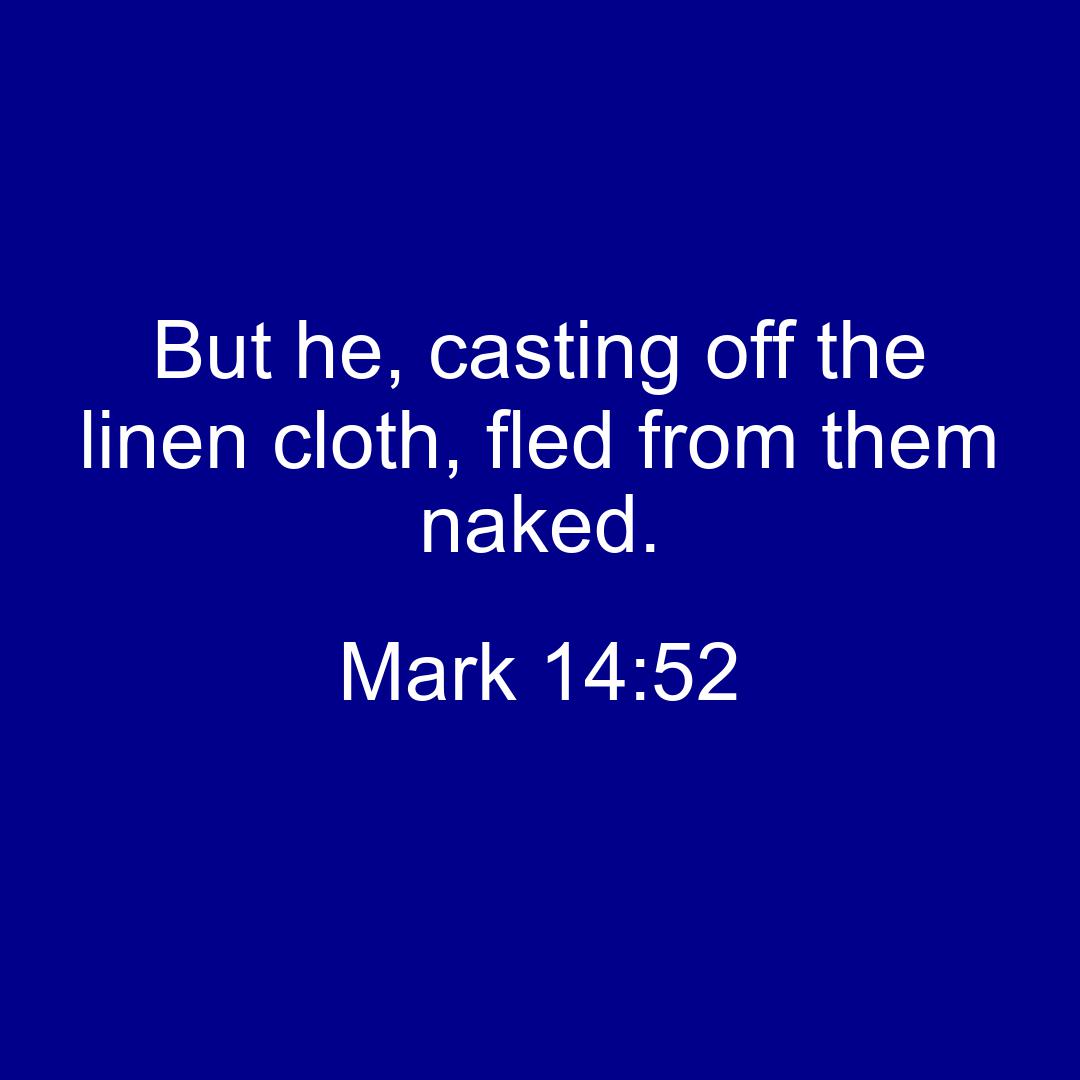 But he, casting off the
linen cloth, fled from them
naked.
Mark 14:52